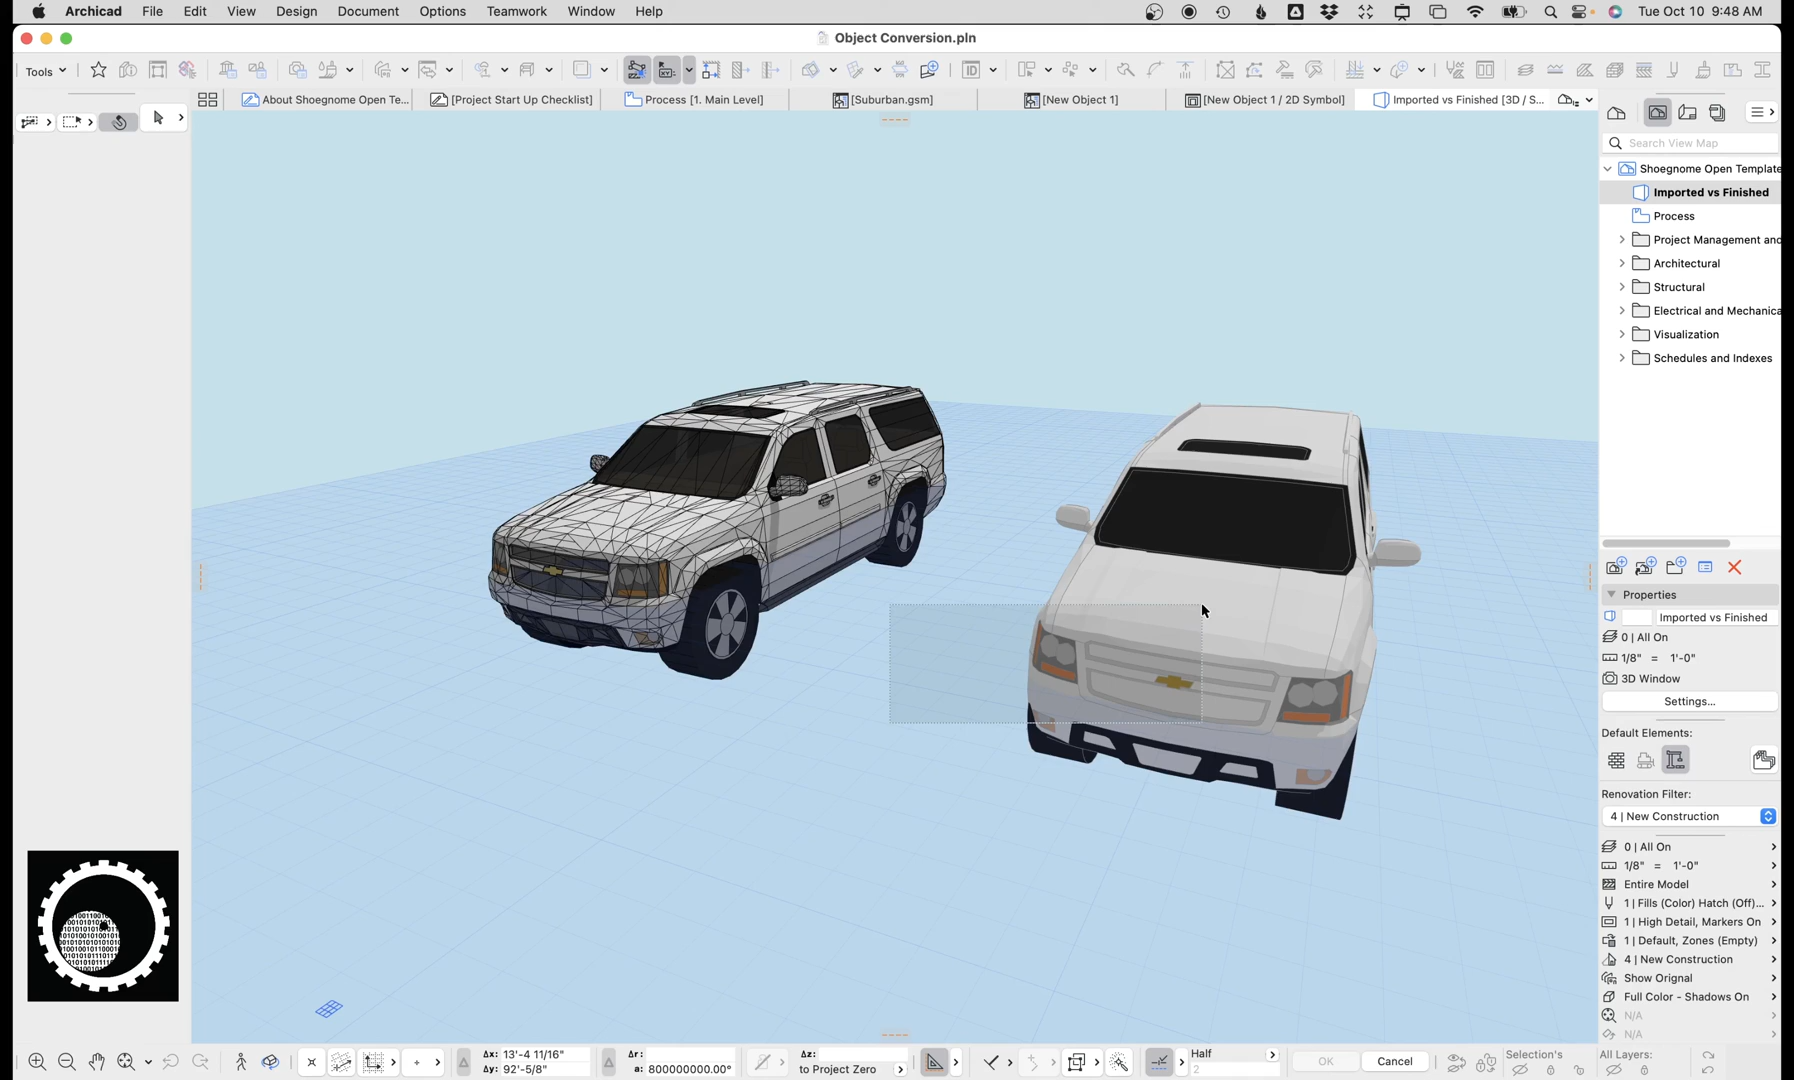 Archicad File Edit View Design Document Options Teamwork Window Help Tue Oct 10 9:48 AM
Object Conversion.pln
Tools
About Shoegnome Open Te... [Project Start Up Checklist] Process [1. Main Level] [Suburban.gsm] [New Object 1] [New Object 1 / 2D Symbol] Imported vs Finished [3D / S...
Search View Map
Shoegnome Open Template
Imported vs Finished
Process
Project Management and
Architectural
Structural
Electrical and Mechanica
Visualization
Schedules and Indexes
Properties
Imported vs Finished
0 | All On
1/8" = 1'-0"
3D Window
Settings...
Default Elements:
Renovation Filter:
4 | New Construction
0 | All On
1/8" = 1'-0"
Entire Model
1 | Fills (Color) Hatch (Off)...
1 | High Detail, Markers On
1 | Default, Zones (Empty)
4 | New Construction
Show Orignal
Full Color - Shadows On
N/A
N/A
Δx: 13'-4 11/16" Δr: Δz: Half Selection's All Layers:
Δy: 92'-5/8" a: 800000000.00° to Project Zero 2 OK Cancel